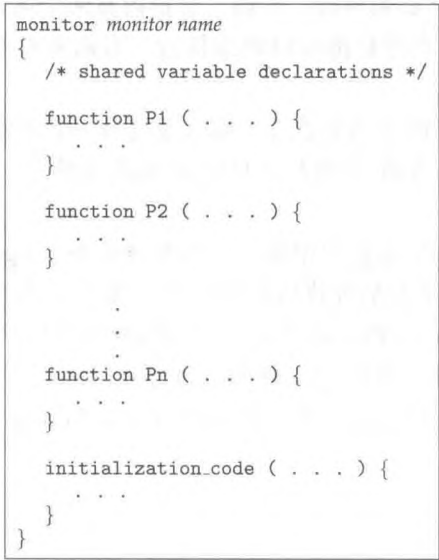 monitor monitor name
{
/* shared variable declarations */
function P1 ( . . . ) {
. . .
}
function P2 ( . . . ) {
. . .
}
.
.
.
function Pn ( . . . ) {
. . .
}
initialization_code ( . . . ) {
. . .
}
}